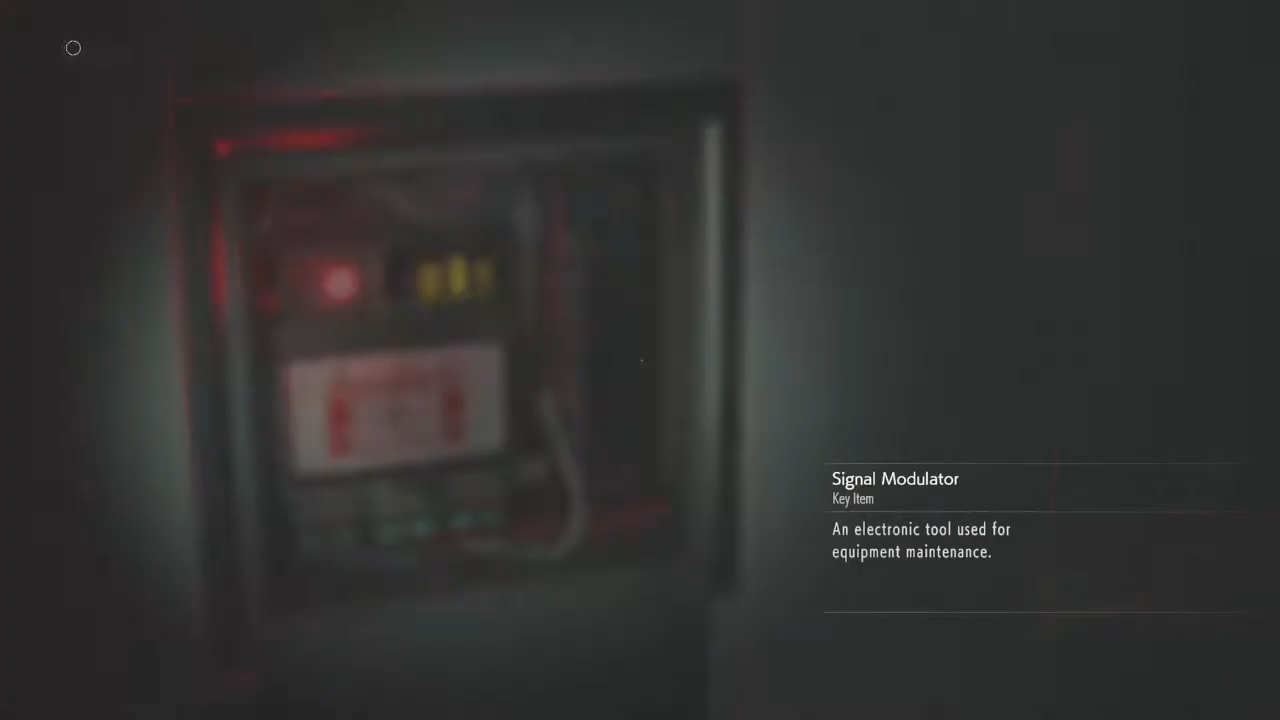 Signal Modulator
Key Item
An electronic tool used for
equipment maintenance.